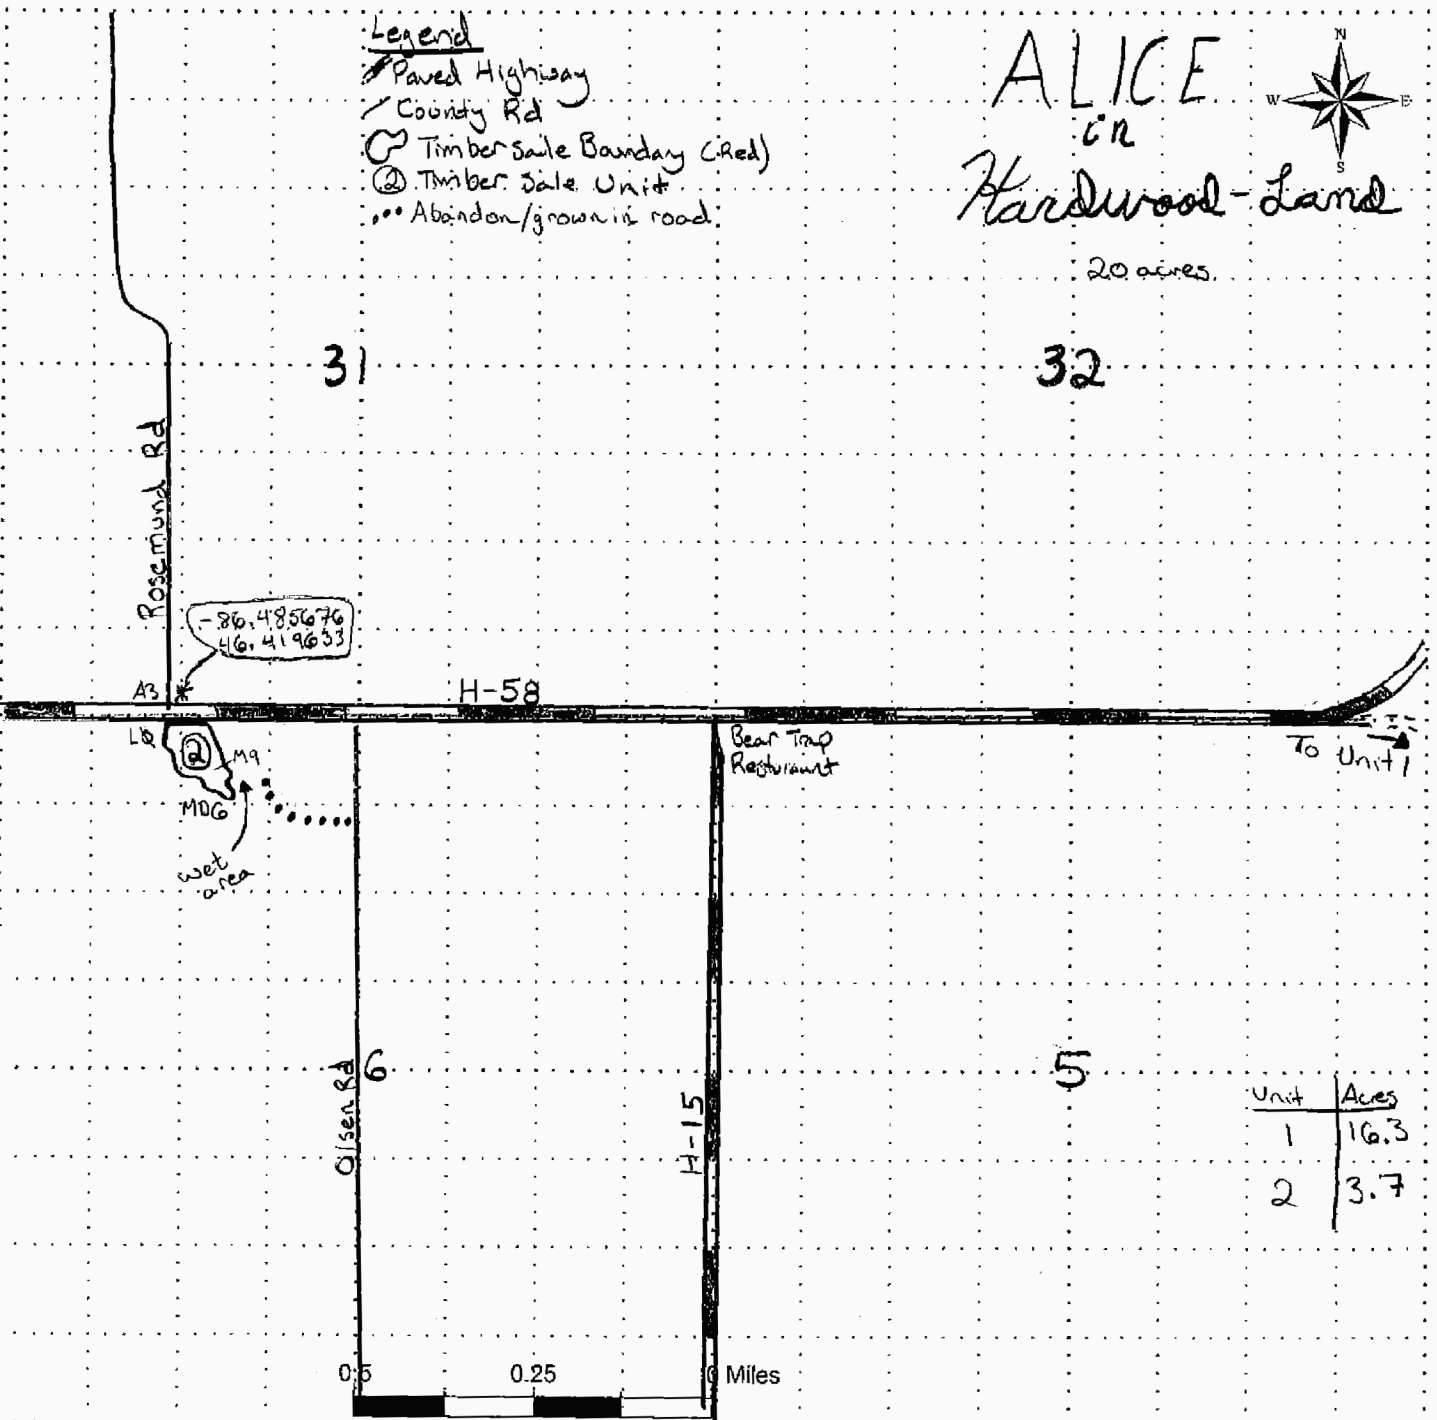 Legend
Paved Highway
County Rd
Timber Sale Boundary (Red)
② Timber Sale Unit
Abandon/grown in road
ALICE
in
Hardwood-Land
20 acres
N
W E
S
31
32
Rosemund Rd
-86.485676
46.419633
A3
H-58
LQ
②
M9
MDG
wet
area
Bear Trap
To Unit 1
6
5
Olsen Rd
H-15
Unit Acres
1 16.3
2 3.7
0.5 0.25 0 Miles